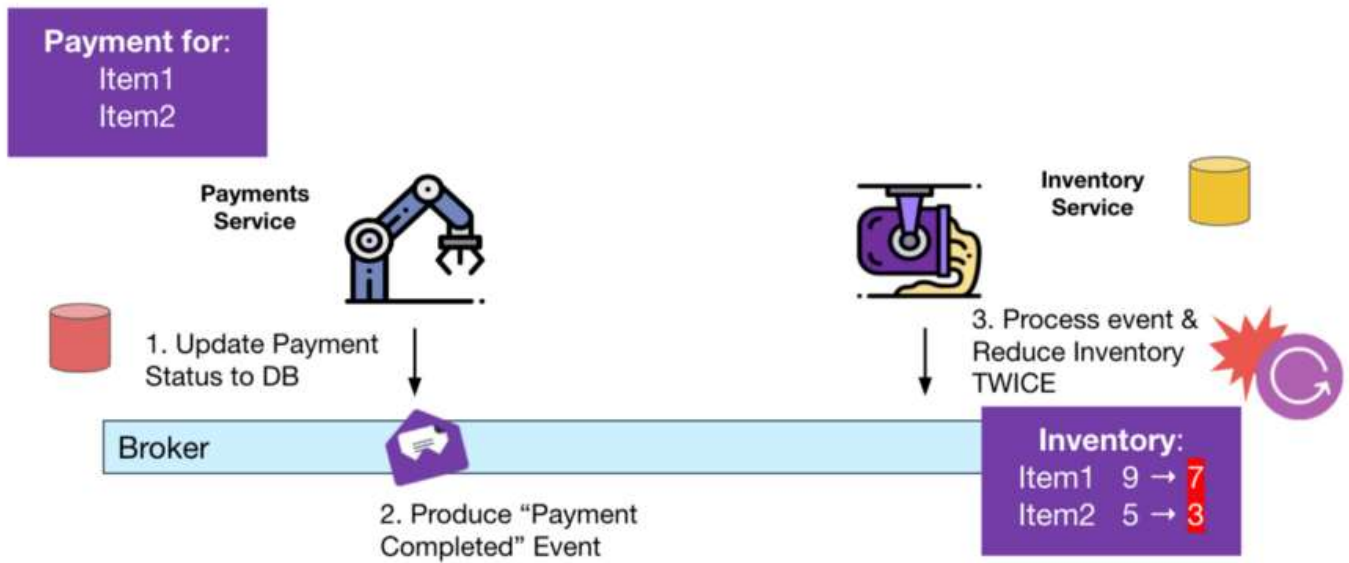 Payment for:
Item1
Item2
Payments
Service
Inventory
Service
1. Update Payment
Status to DB
3. Process event &
Reduce Inventory
TWICE
Broker
2. Produce “Payment
Completed” Event
Inventory:
Item1 9 → 7
Item2 5 → 3